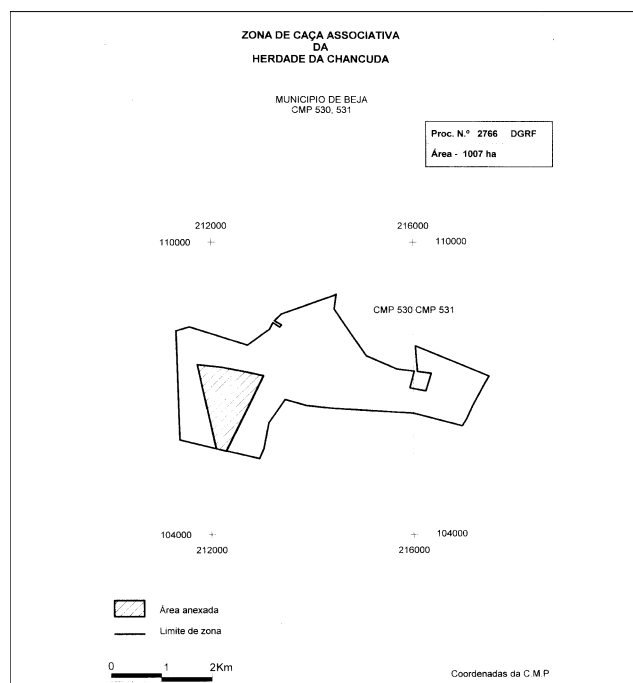 ZONA DE CAÇA ASSOCIATIVA
DA
HERDADE DA CHANCUDA
MUNICIPIO DE BEJA
CMP 530, 531
Proc. N.º 2766 DGRF
Área - 1007 ha
212000 216000
110000 110000
CMP 530 CMP 531
104000 104000
212000 216000
Área anexada
Limite de zona
0 1 2Km
Coordenadas da C.M.P